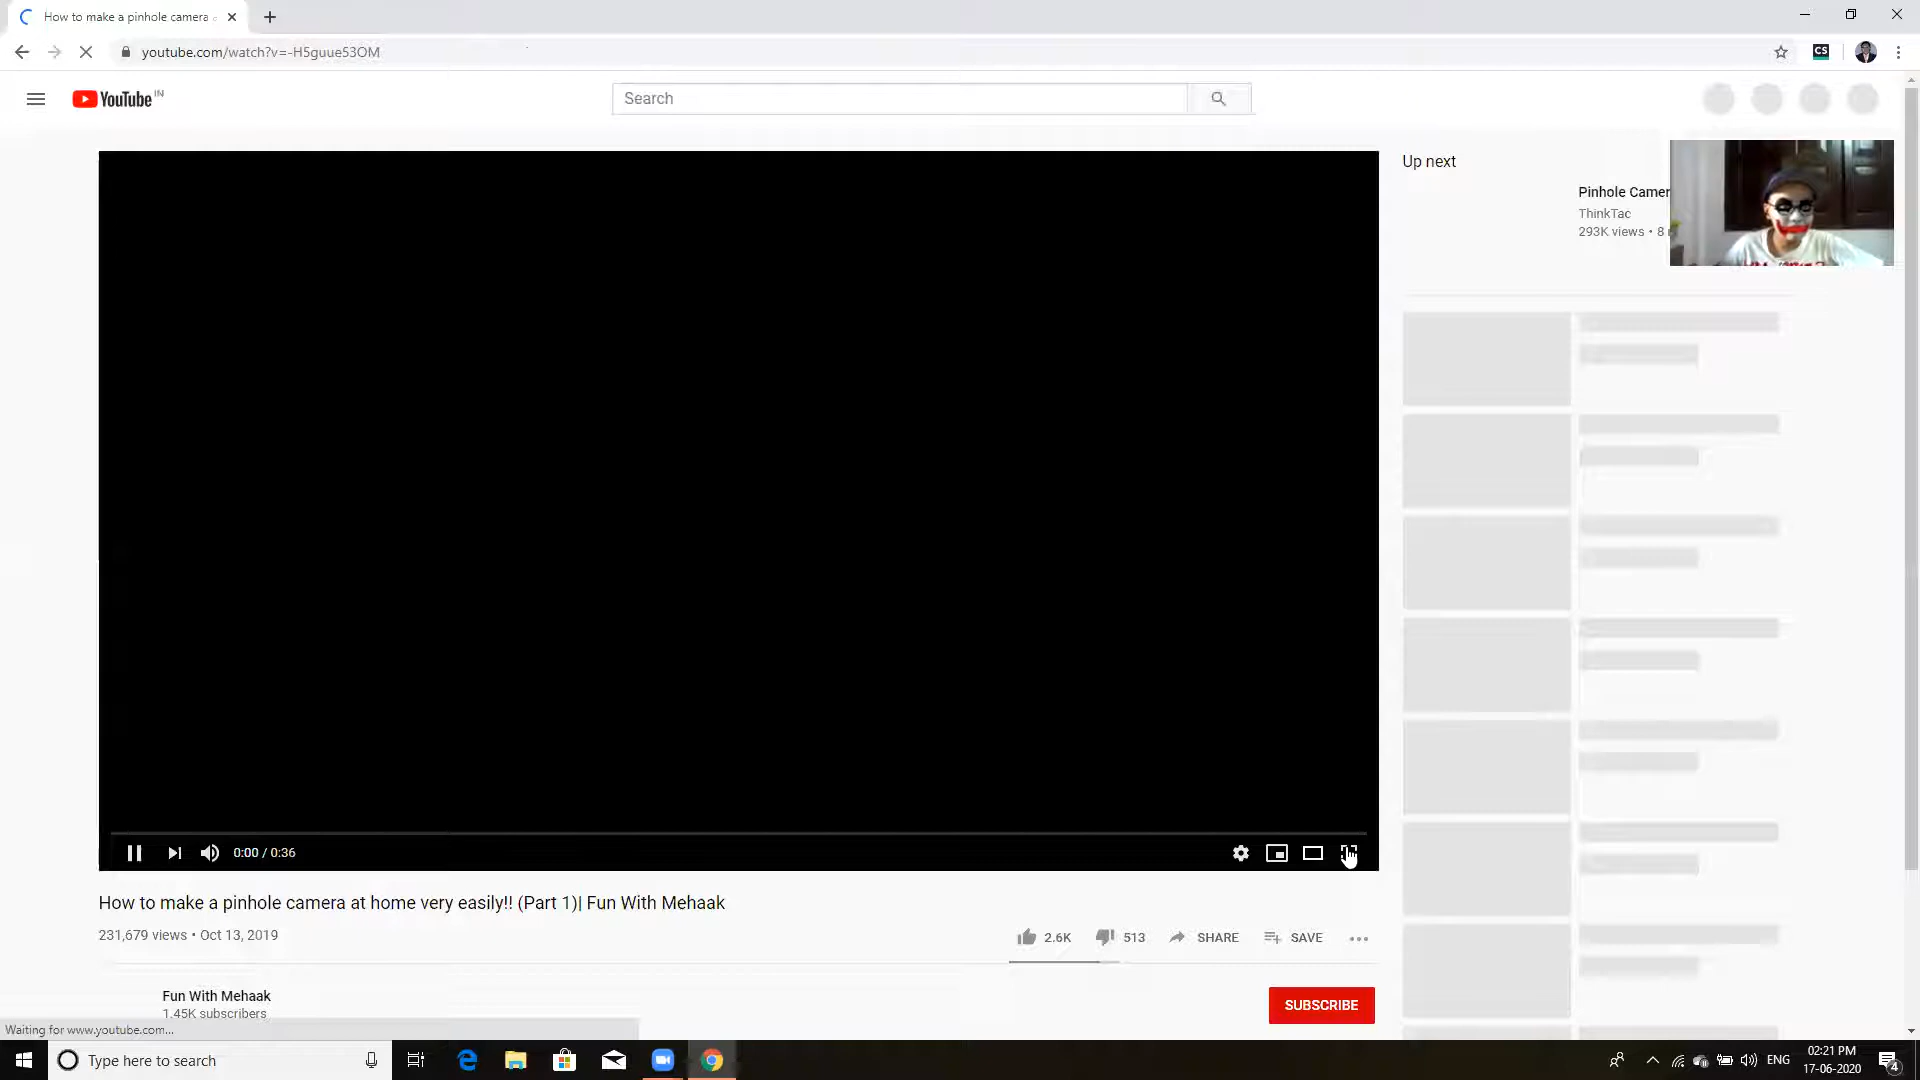 How to make a pinhole camera
youtube.com/watch?v=-H5guue53OM
CS
YouTube IN
Search
Up next
Pinhole Camer
ThinkTac
293K views • 8
0:00 / 0:36
How to make a pinhole camera at home very easily!! (Part 1)| Fun With Mehaak
231,679 views • Oct 13, 2019
2.6K
513
SHARE
SAVE
Fun With Mehaak
1.45K subscribers
SUBSCRIBE
Waiting for www.youtube.com...
Type here to search
ENG
02:21 PM
17-06-2020
4